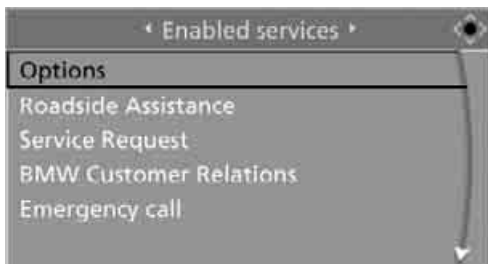 Enabled services
Options
Roadside Assistance
Service Request
BMW Customer Relations
Emergency call